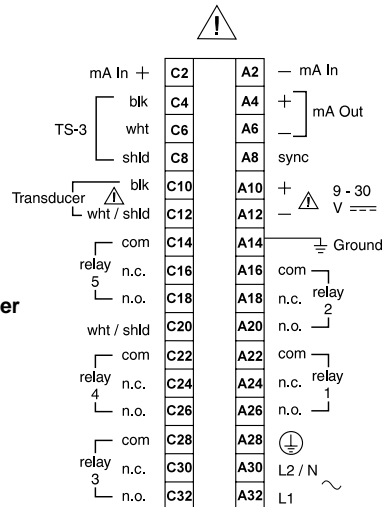 mA In + C2 A2 – mA In
blk C4 A4 +
mA Out
TS-3 wht C6 A6 –
shld C8 A8 sync
blk C10 A10 + 9 - 30
Transducer V
wht / shld C12 A12 –
com C14 A14 Ground
relay 5 n.c. C16 A16 com
n.o. C18 A18 n.c. relay 2
er
wht / shld C20 A20 n.o.
com C22 A22 com
relay 4 n.c. C24 A24 n.c. relay 1
n.o. C26 A26 n.o.
com C28 A28
relay 3 n.c. C30 A30 L2 / N
n.o. C32 A32 L1